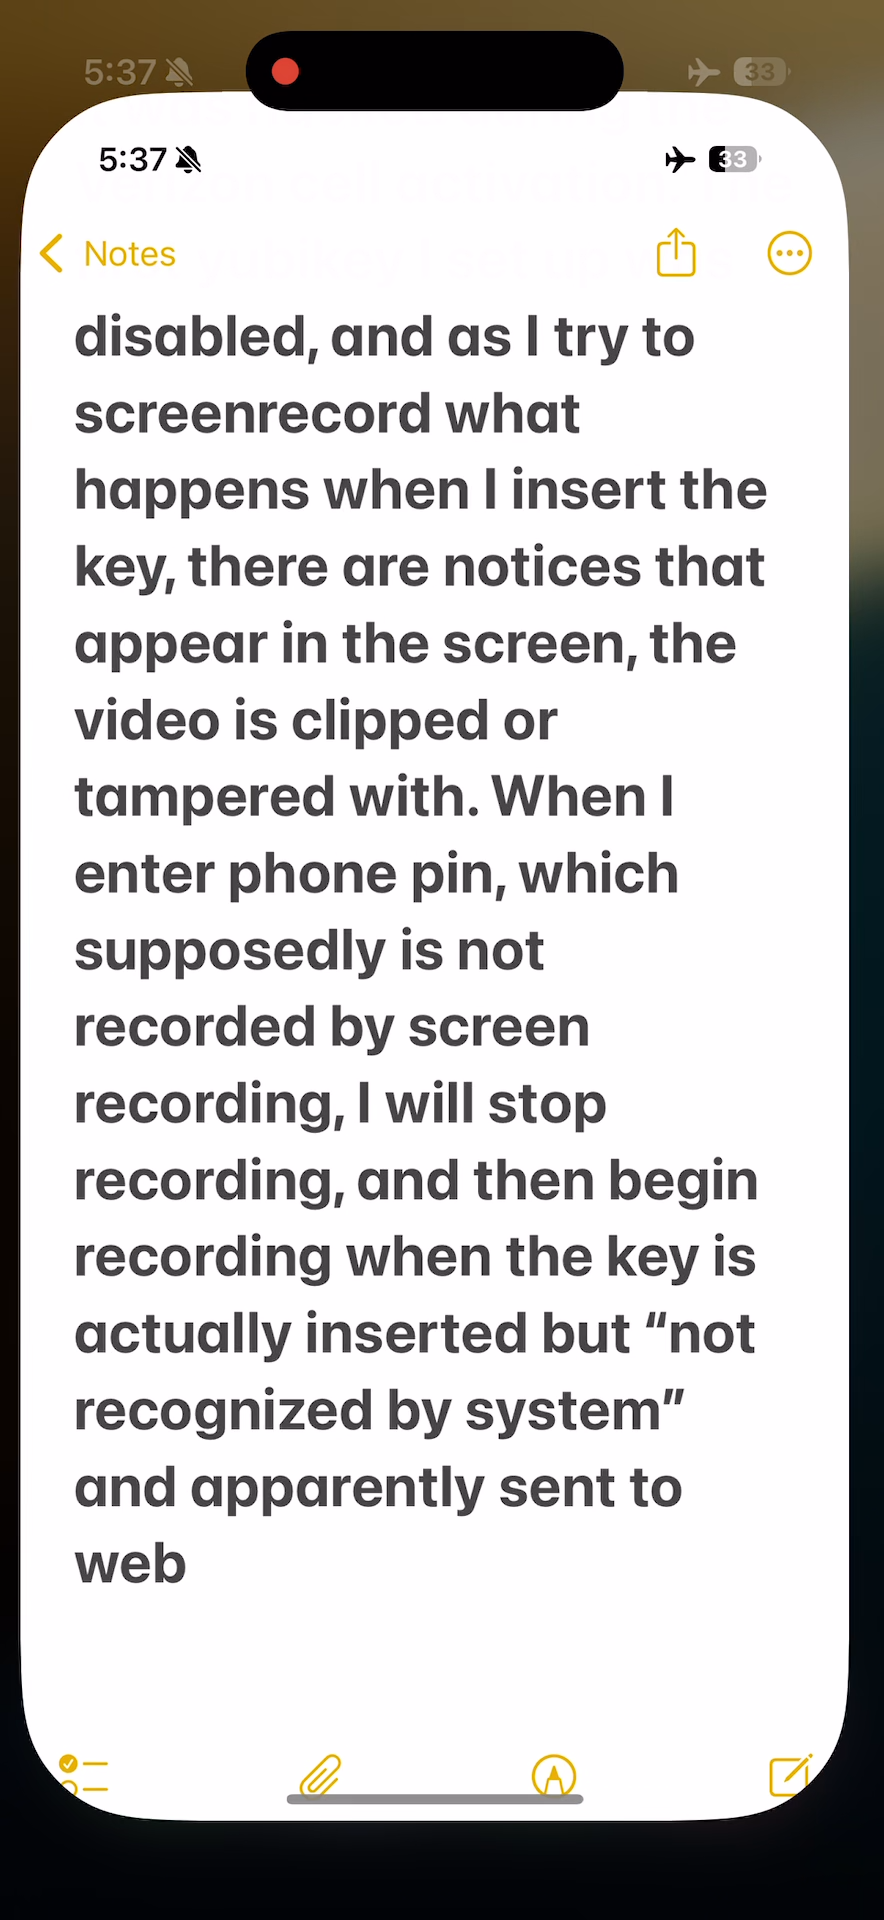 5:37 33
5:37 33
Notes
disabled, and as I try to
screenrecord what
happens when I insert the
key, there are notices that
appear in the screen, the
video is clipped or
tampered with. When I
enter phone pin, which
supposedly is not
recorded by screen
recording, I will stop
recording, and then begin
recording when the key is
actually inserted but “not
recognized by system”
and apparently sent to
web